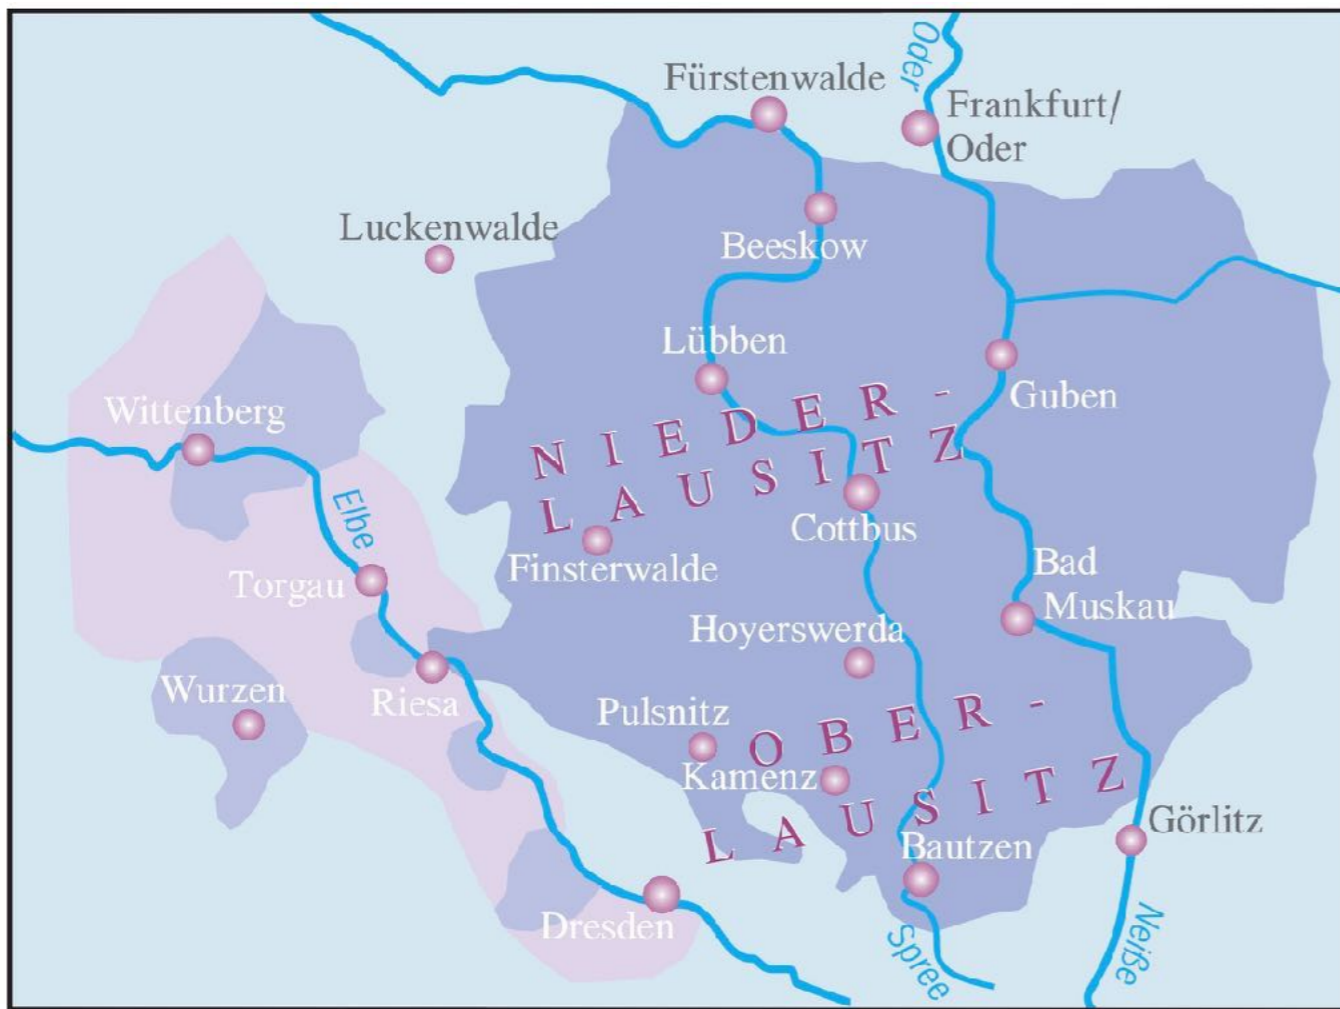 Oder
Fürstenwalde
Frankfurt/
Oder
Luckenwalde
Beeskow
Lübben
Wittenberg
Guben
NIEDER-
LAUSITZ
Elbe
Cottbus
Finsterwalde
Torgau
Bad
Muskau
Hoyerswerda
Wurzen
Riesa
Pulsnitz
OBER-
Kamenz
LAUSITZ
Görlitz
Bautzen
Dresden
Spree
Neiße